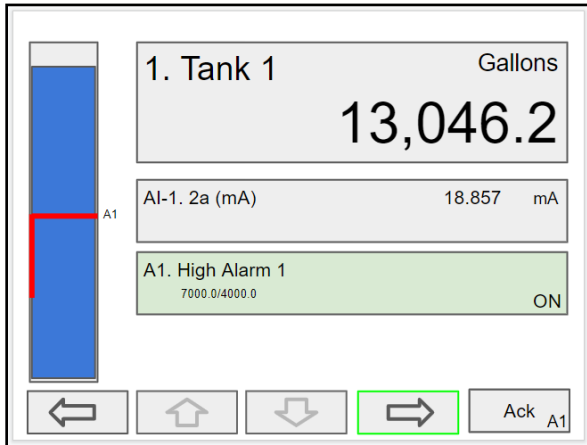 1. Tank 1 Gallons
13,046.2
A1
AI-1. 2a (mA) 18.857 mA
A1. High Alarm 1
7000.0/4000.0
ON
Ack A1